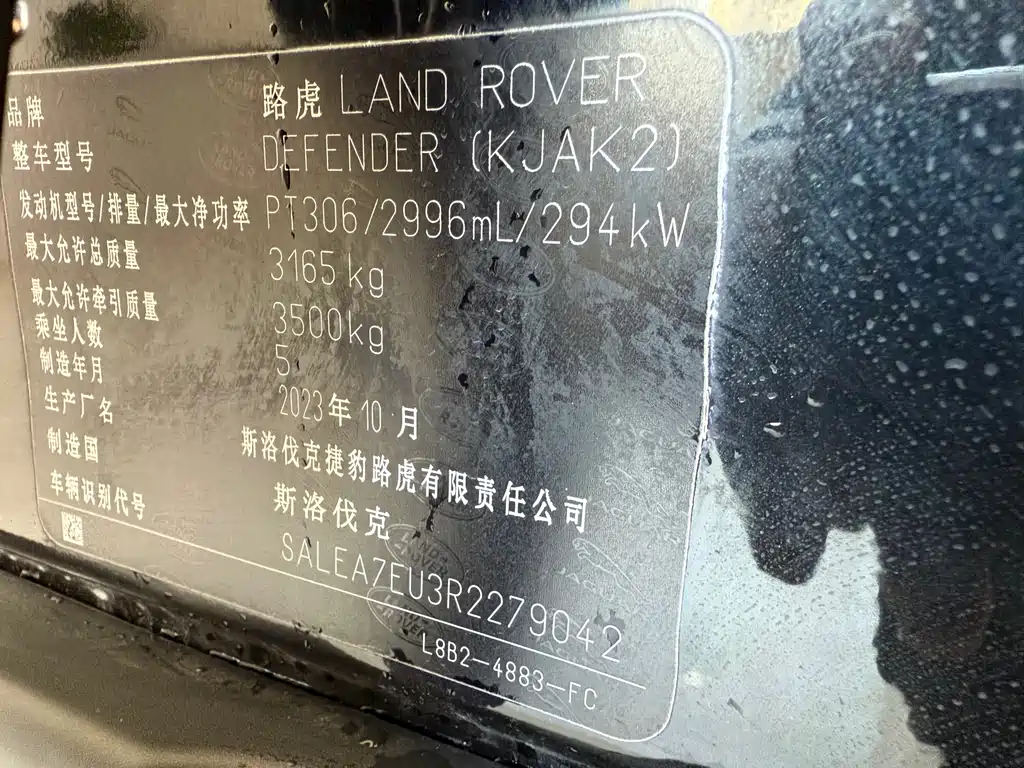 品牌 路虎 LAND ROVER
整车型号 DEFENDER (KJAK2)
发动机型号/排量/最大净功率 PT306/2996mL/294kW
最大允许总质量 3165kg
最大允许牵引质量 3500kg
乘坐人数 5
制造年月 2023年10月
生产厂名 斯洛伐克捷豹路虎有限责任公司
制造国 斯洛伐克
车辆识别代号 SALEA7EU3R2279042
L8B2-4883-FC